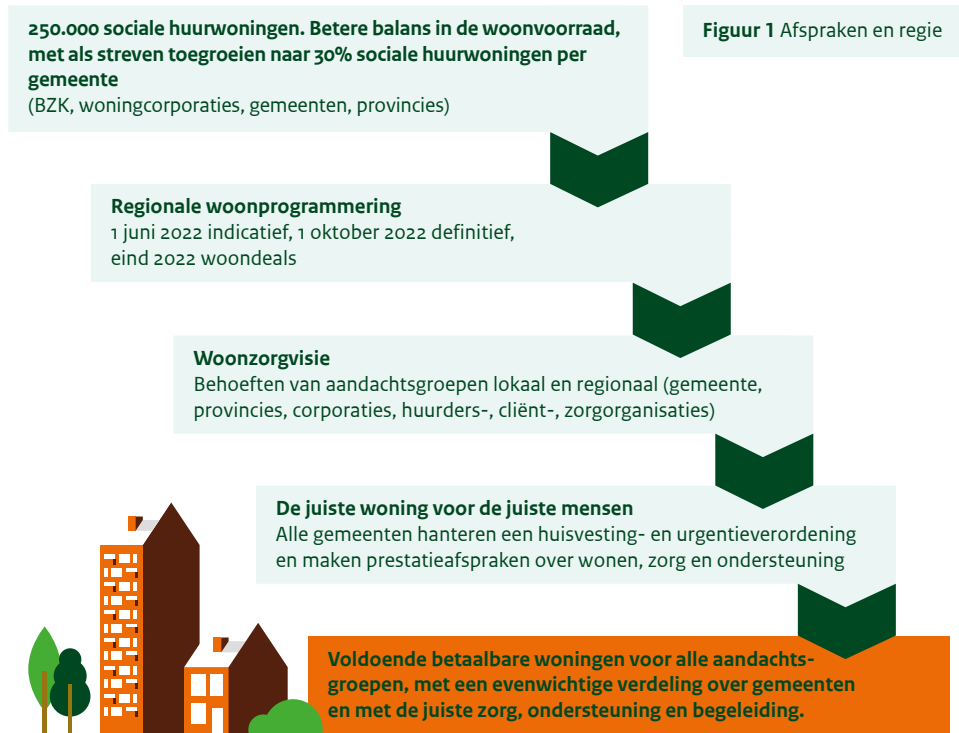 250.000 sociale huurwoningen. Betere balans in de woonvoorraad,
met als streven toegroeien naar 30% sociale huurwoningen per
gemeente
(BZK, woningcorporaties, gemeenten, provincies)
Figuur 1 Afspraken en regie
Regionale woonprogrammering
1 juni 2022 indicatief, 1 oktober 2022 definitief,
eind 2022 woondeals
Woonzorgvisie
Behoeften van aandachtsgroepen lokaal en regionaal (gemeente,
provincies, corporaties, huurders-, cliënt-, zorgorganisaties)
De juiste woning voor de juiste mensen
Alle gemeenten hanteren een huisvesting- en urgentieverordening
en maken prestatieafspraken over wonen, zorg en ondersteuning
Voldoende betaalbare woningen voor alle aandachts-
groepen, met een evenwichtige verdeling over gemeenten
en met de juiste zorg, ondersteuning en begeleiding.